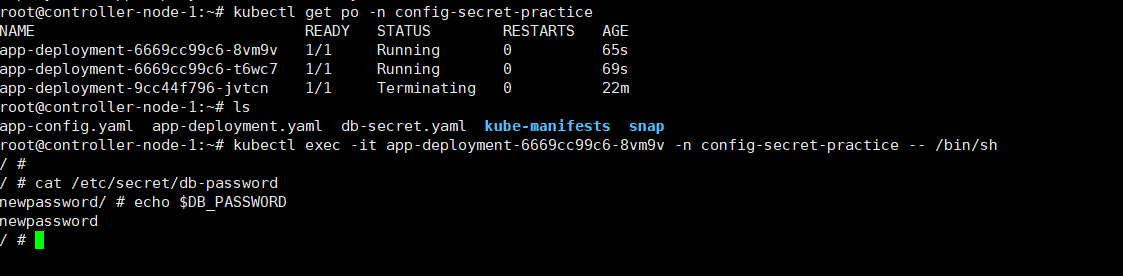 root@controller-node-1:~# kubectl get po -n config-secret-practice
NAME                              READY   STATUS        RESTARTS   AGE
app-deployment-6669cc99c6-8vm9v   1/1     Running       0          65s
app-deployment-6669cc99c6-t6wc7   1/1     Running       0          69s
app-deployment-9cc44f796-jvtcn    1/1     Terminating   0          22m
root@controller-node-1:~# ls
app-config.yaml  app-deployment.yaml  db-secret.yaml  kube-manifests  snap
root@controller-node-1:~# kubectl exec -it app-deployment-6669cc99c6-8vm9v -n config-secret-practice -- /bin/sh
/ #
/ # cat /etc/secret/db-password
newpassword/ # echo $DB_PASSWORD
newpassword
/ #